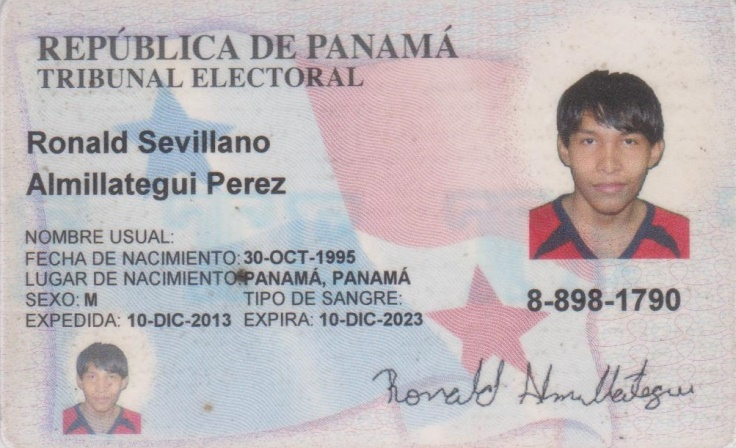 REPÚBLICA DE PANAMÁ
TRIBUNAL ELECTORAL
Ronald Sevillano
Almillategui Perez
NOMBRE USUAL:
FECHA DE NACIMIENTO: 30-OCT-1995
LUGAR DE NACIMIENTO: PANAMÁ, PANAMÁ
SEXO: M TIPO DE SANGRE:
EXPEDIDA: 10-DIC-2013 EXPIRA: 10-DIC-2023
8-898-1790
Ronald Almillategui